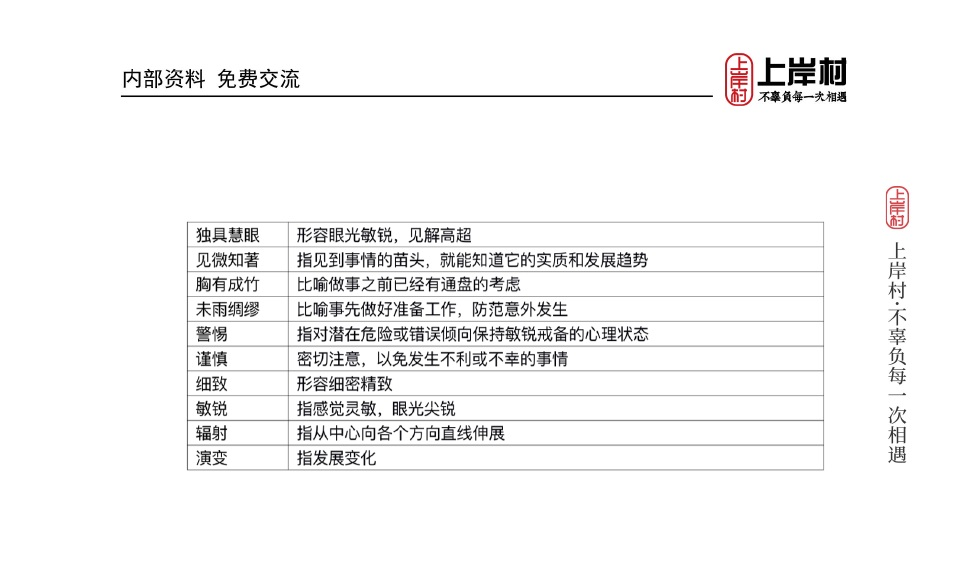 内部资料 免费交流
上岸村
上岸村
不辜负每一次相遇
独具慧眼 形容眼光敏锐，见解高超
见微知著 指见到事情的苗头，就能知道它的实质和发展趋势
胸有成竹 比喻做事之前已经有通盘的考虑
未雨绸缪 比喻事先做好准备工作，防范意外发生
警惕 指对潜在危险或错误倾向保持敏锐戒备的心理状态
谨慎 密切注意，以免发生不利或不幸的事情
细致 形容细密精致
敏锐 指感觉灵敏，眼光尖锐
辐射 指从中心向各个方向直线伸展
演变 指发展变化
上岸村
上岸村·不辜负每一次相遇